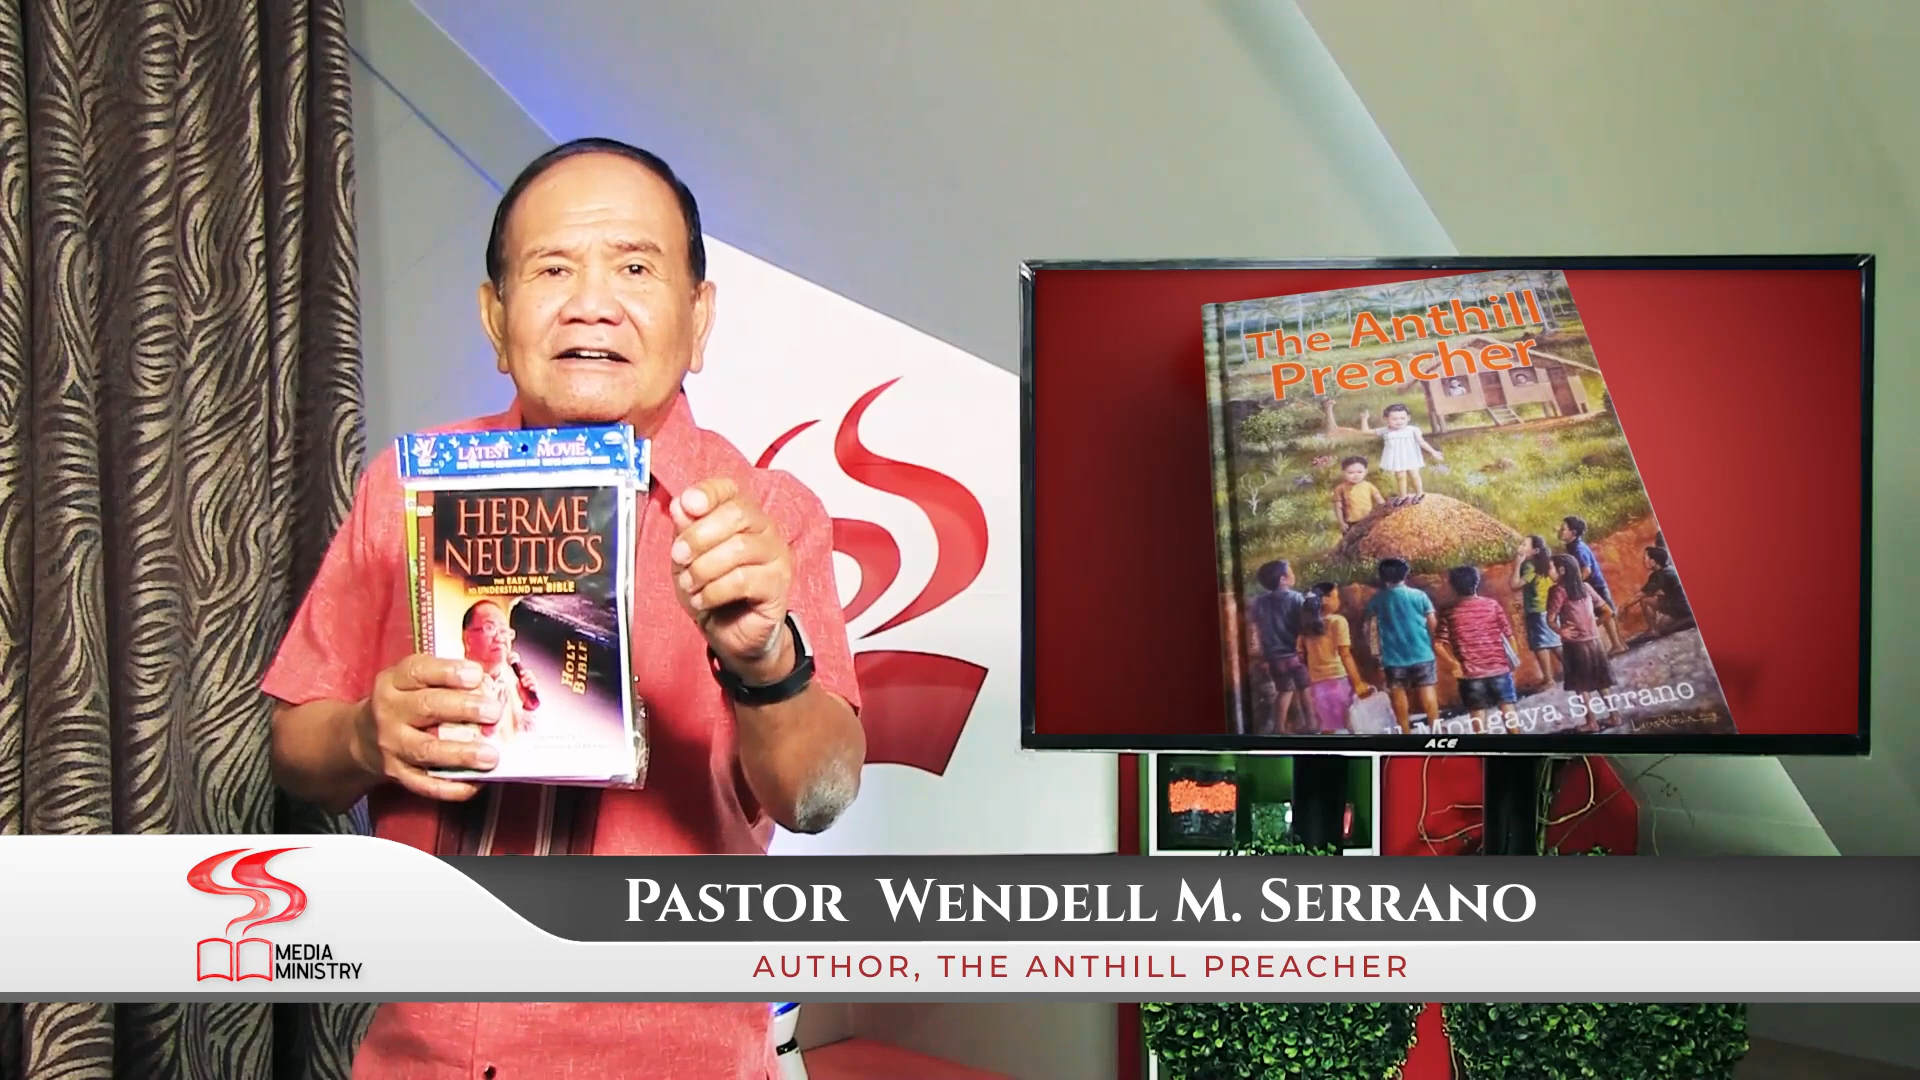 LATEST MOVIE
HERME
NEUTICS
THE EASY WAY
TO UNDERSTAND THE BIBLE
HOLY
BIBLE
The Anthill
Preacher
Mongaya Serrano
ACE
PASTOR WENDELL M. SERRANO
AUTHOR, THE ANTHILL PREACHER
MEDIA
MINISTRY